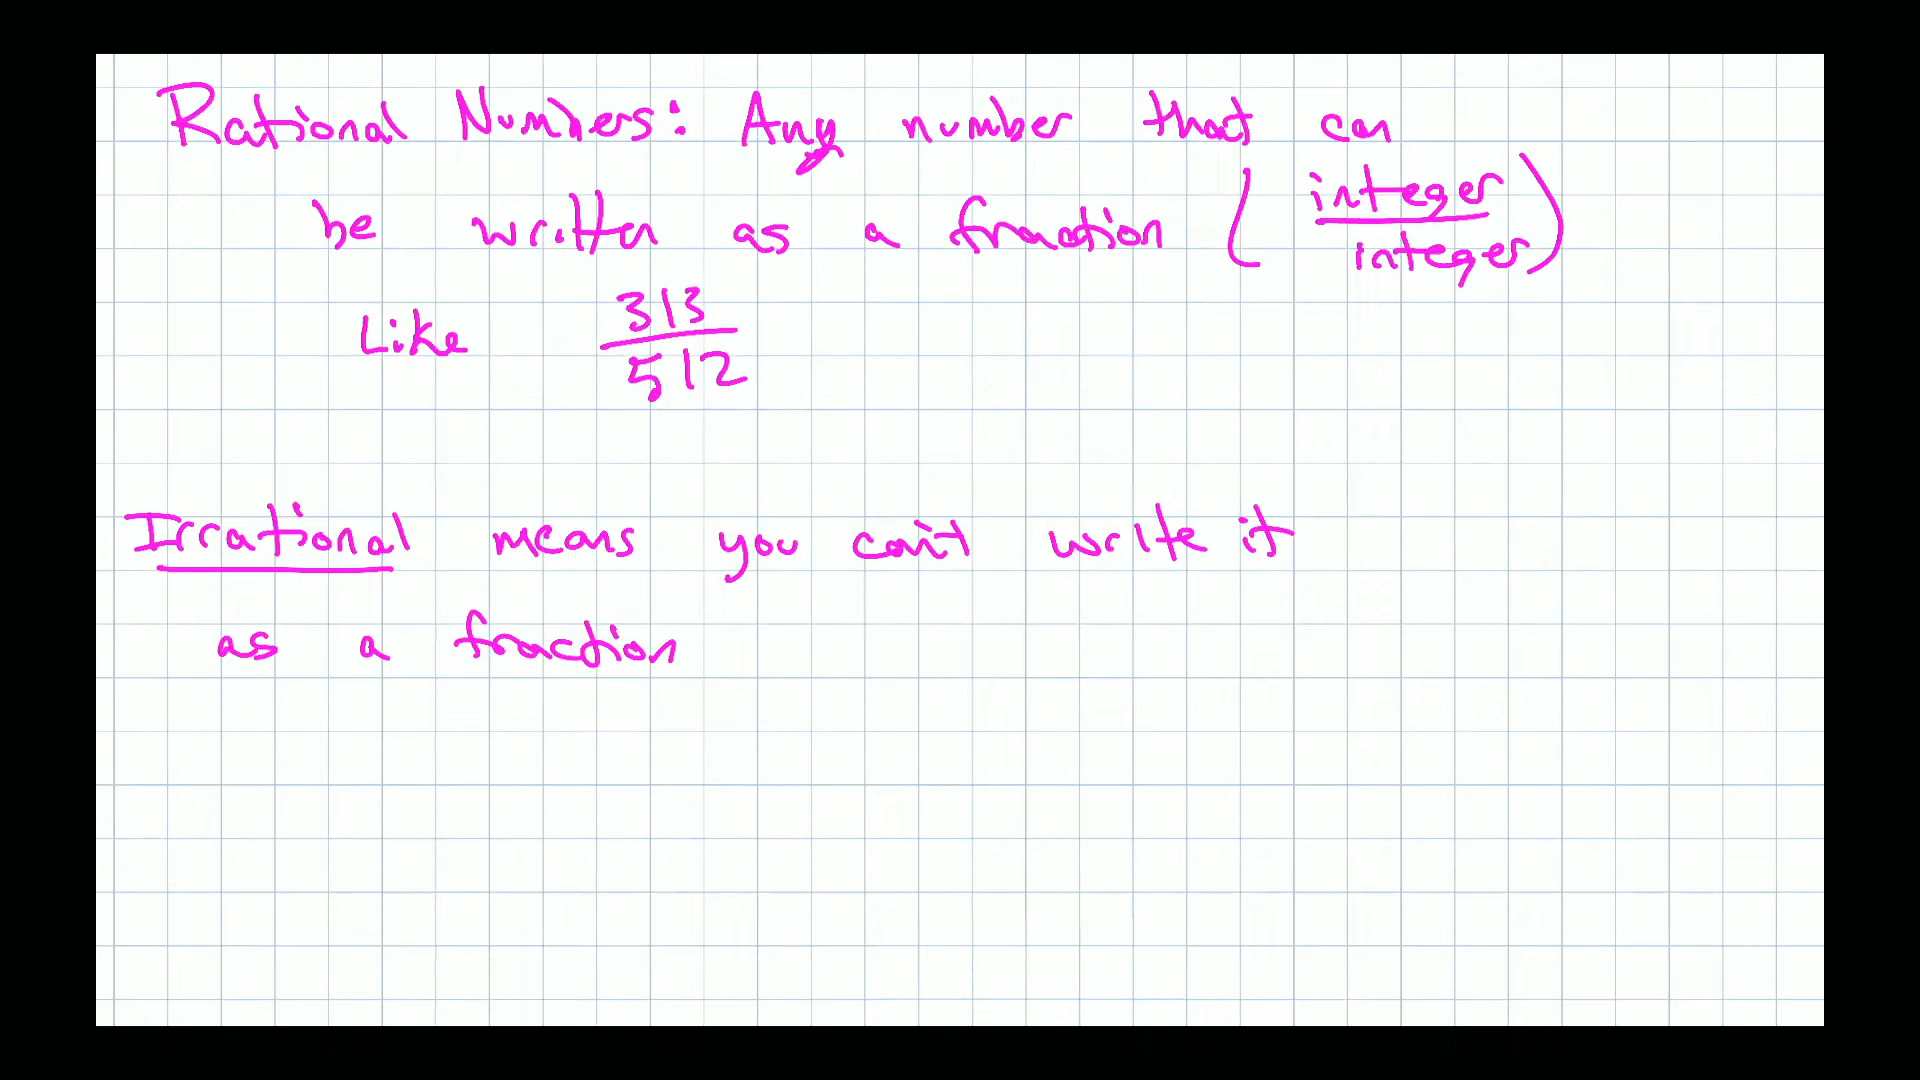 Rational Numbers: Any number that can
be written as a fraction (integer/integer)
Like 313/512
Irrational means you can't write it
as a fraction